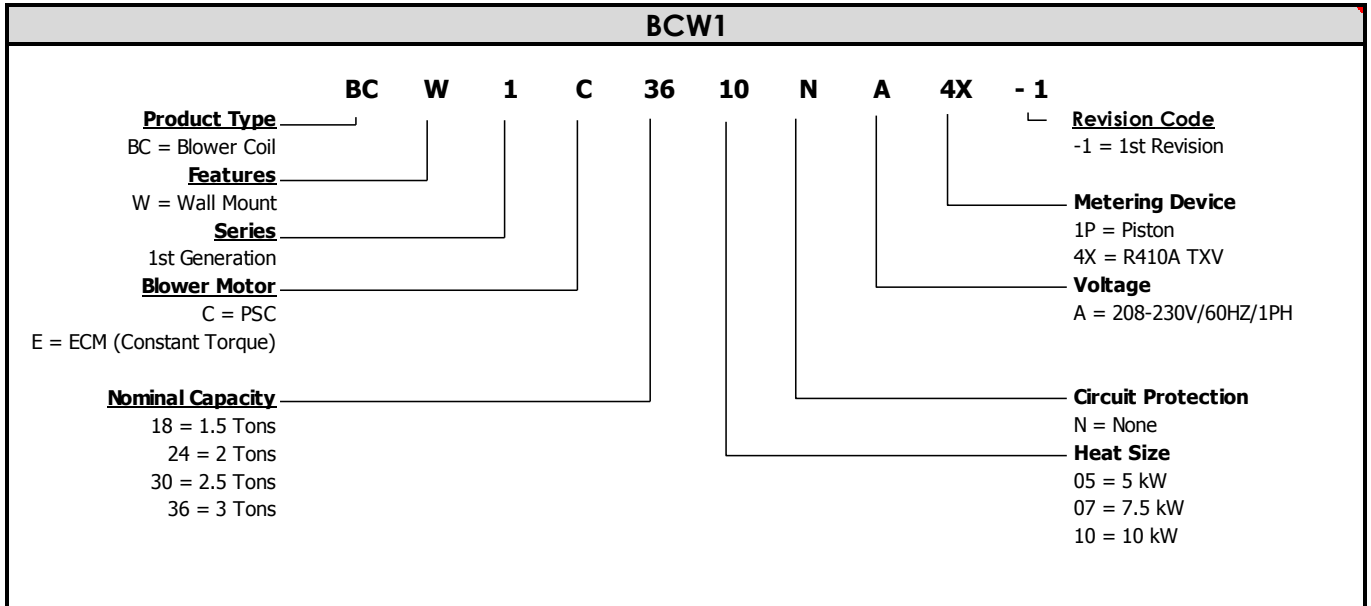 BCW1
BC W 1 C 36 10 N A 4X - 1
Product Type
BC = Blower Coil
Features
W = Wall Mount
Series
1st Generation
Blower Motor
C = PSC
E = ECM (Constant Torque)
Nominal Capacity
18 = 1.5 Tons
24 = 2 Tons
30 = 2.5 Tons
36 = 3 Tons
Revision Code
-1 = 1st Revision
Metering Device
1P = Piston
4X = R410A TXV
Voltage
A = 208-230V/60HZ/1PH
Circuit Protection
N = None
Heat Size
05 = 5 kW
07 = 7.5 kW
10 = 10 kW